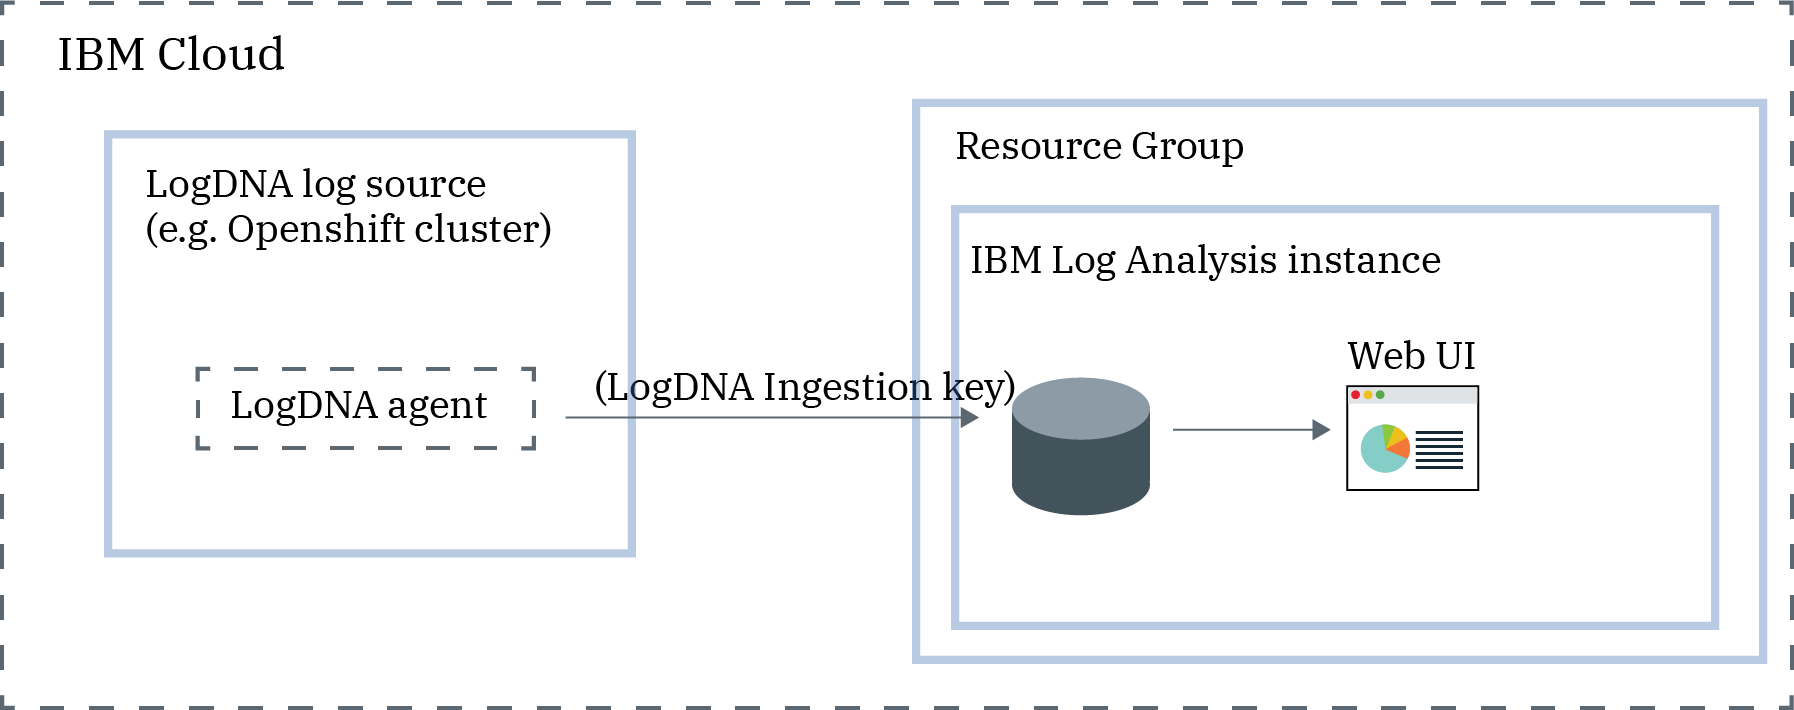 IBM Cloud
LogDNA log source
(e.g. Openshift cluster)
LogDNA agent
(LogDNA Ingestion key)
Resource Group
IBM Log Analysis instance
Web UI